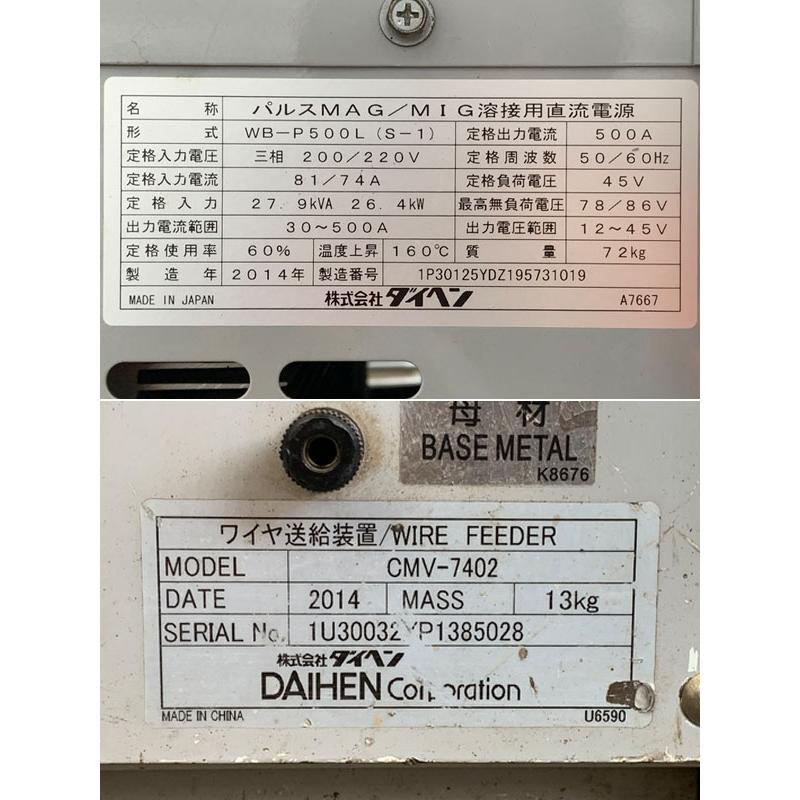 名称 パルスMAG/MIG溶接用直流電源
形式 WB-P500L(S-1) 定格出力電流 500A
定格入力電圧 三相 200/220V 定格周波数 50/60Hz
定格入力電流 81/74A 定格負荷電圧 45V
定格入力 27.9kVA 26.4kW 最高無負荷電圧 78/86V
出力電流範囲 30~500A 出力電圧範囲 12~45V
定格使用率 60% 温度上昇 160℃ 質量 72kg
製造年 2014年 製造番号 1P30125YDZ195731019
MADE IN JAPAN 株式会社ダイヘン A7667
母材
BASE METAL
K8676
ワイヤ送給装置/WIRE FEEDER
MODEL CMV-7402
DATE 2014 MASS 13kg
SERIAL No. 1U30032YP1385028
株式会社ダイヘン
DAIHEN Corporation
MADE IN CHINA U6590